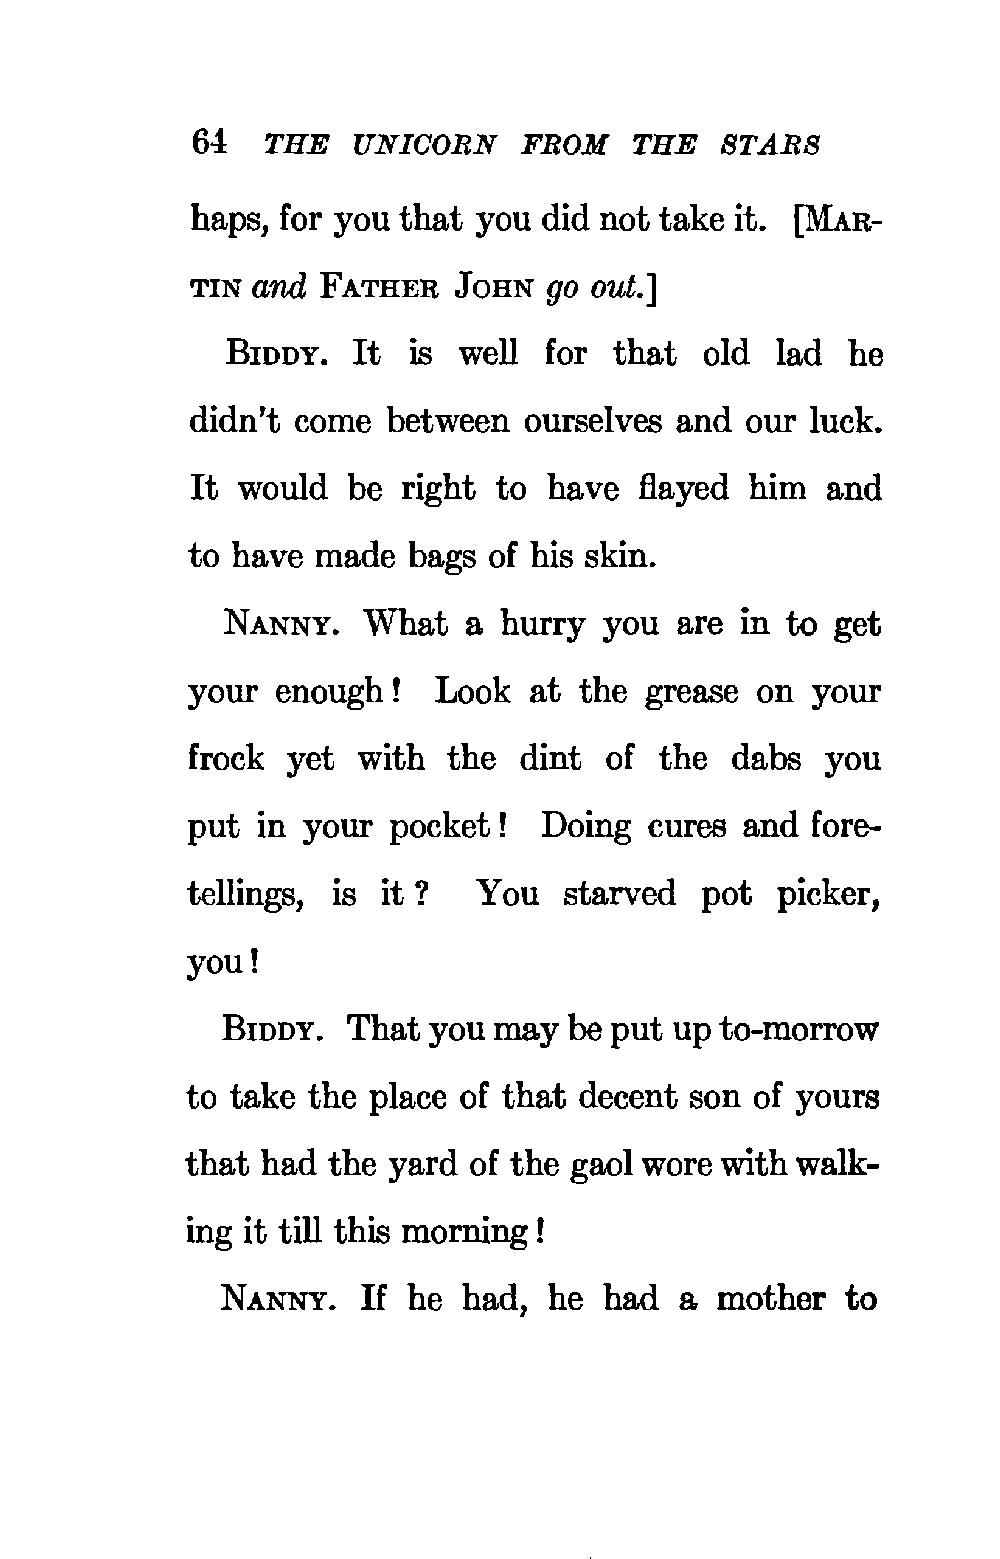 64 THE UNICORN FROM THE STARS
haps, for you that you did not take it. [MAR-
TIN and FATHER JOHN go out.]
BIDDY. It is well for that old lad he
didn't come between ourselves and our luck.
It would be right to have flayed him and
to have made bags of his skin.
NANNY. What a hurry you are in to get
your enough! Look at the grease on your
frock yet with the dint of the dabs you
put in your pocket! Doing cures and fore-
tellings, is it? You starved pot picker,
you!
BIDDY. That you may be put up to-morrow
to take the place of that decent son of yours
that had the yard of the gaol wore with walk-
ing it till this morning!
NANNY. If he had, he had a mother to